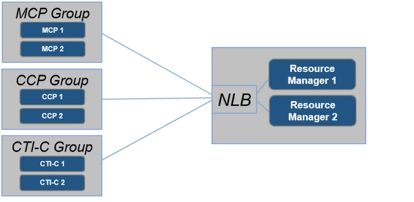 MCP Group
MCP 1
MCP 2
CCP Group
CCP 1
CCP 2
CTI-C Group
CTI-C 1
CTI-C 2
NLB
Resource
Manager 1
Resource
Manager 2